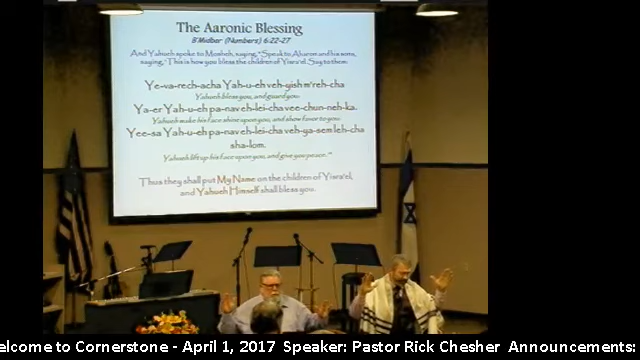 The Aaronic Blessing
B'Midbar (Numbers) 6:22-27
And Yahueh spoke to Mosheh, saying, "Speak to Aharon and his sons,
saying, 'This is how you bless the children of Yisra'el. Say to them:
Ye-va-rech-acha Yah-u-eh veh-yish m'reh-cha
Yahueh bless you, and guard you.
Ya-er Yah-u-eh pa-nav eh-lei-cha vee-chun-neh-ka.
Yahueh make his face shine upon you, and show favor to you.
Yee-sa Yah-u-eh pa-nav eh-lei-cha veh-ya-sem leh-cha
sha-lom.
Yahueh lift up his face upon you, and give you peace.'"
Thus they shall put My Name on the children of Yisra'el,
and Yahueh Himself shall bless you.
elcome to Cornerstone - April 1, 2017 Speaker: Pastor Rick Chesher Announcements: